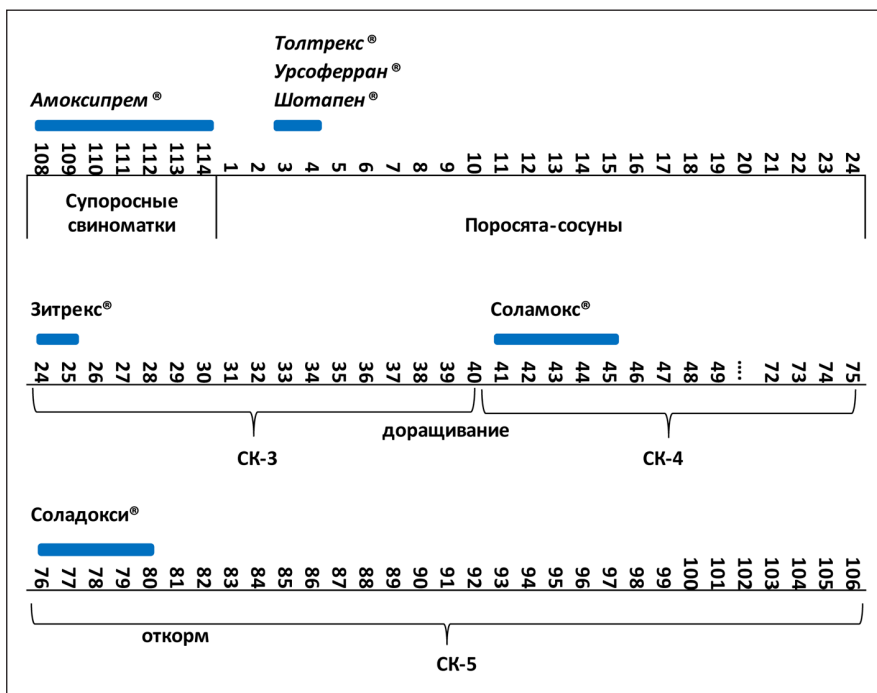 Толтрекс®
Урсоферран®
Амоксипрем® Шотапен®
108 109 110 111 112 113 114 1 2 3 4 5 6 7 8 9 10 11 12 13 14 15 16 17 18 19 20 21 22 23 24
Супоросные
свиноматки
Поросята-сосуны
Зитрекс® Соламокс®
24 25 26 27 28 29 30 31 32 33 34 35 36 37 38 39 40 41 42 43 44 45 46 47 48 49 .... 72 73 74 75
доращивание
СК-3 СК-4
Соладокси®
76 77 78 79 80 81 82 83 84 85 86 87 88 89 90 91 92 93 94 95 96 97 98 99 100 101 102 103 104 105 106
откорм
СК-5